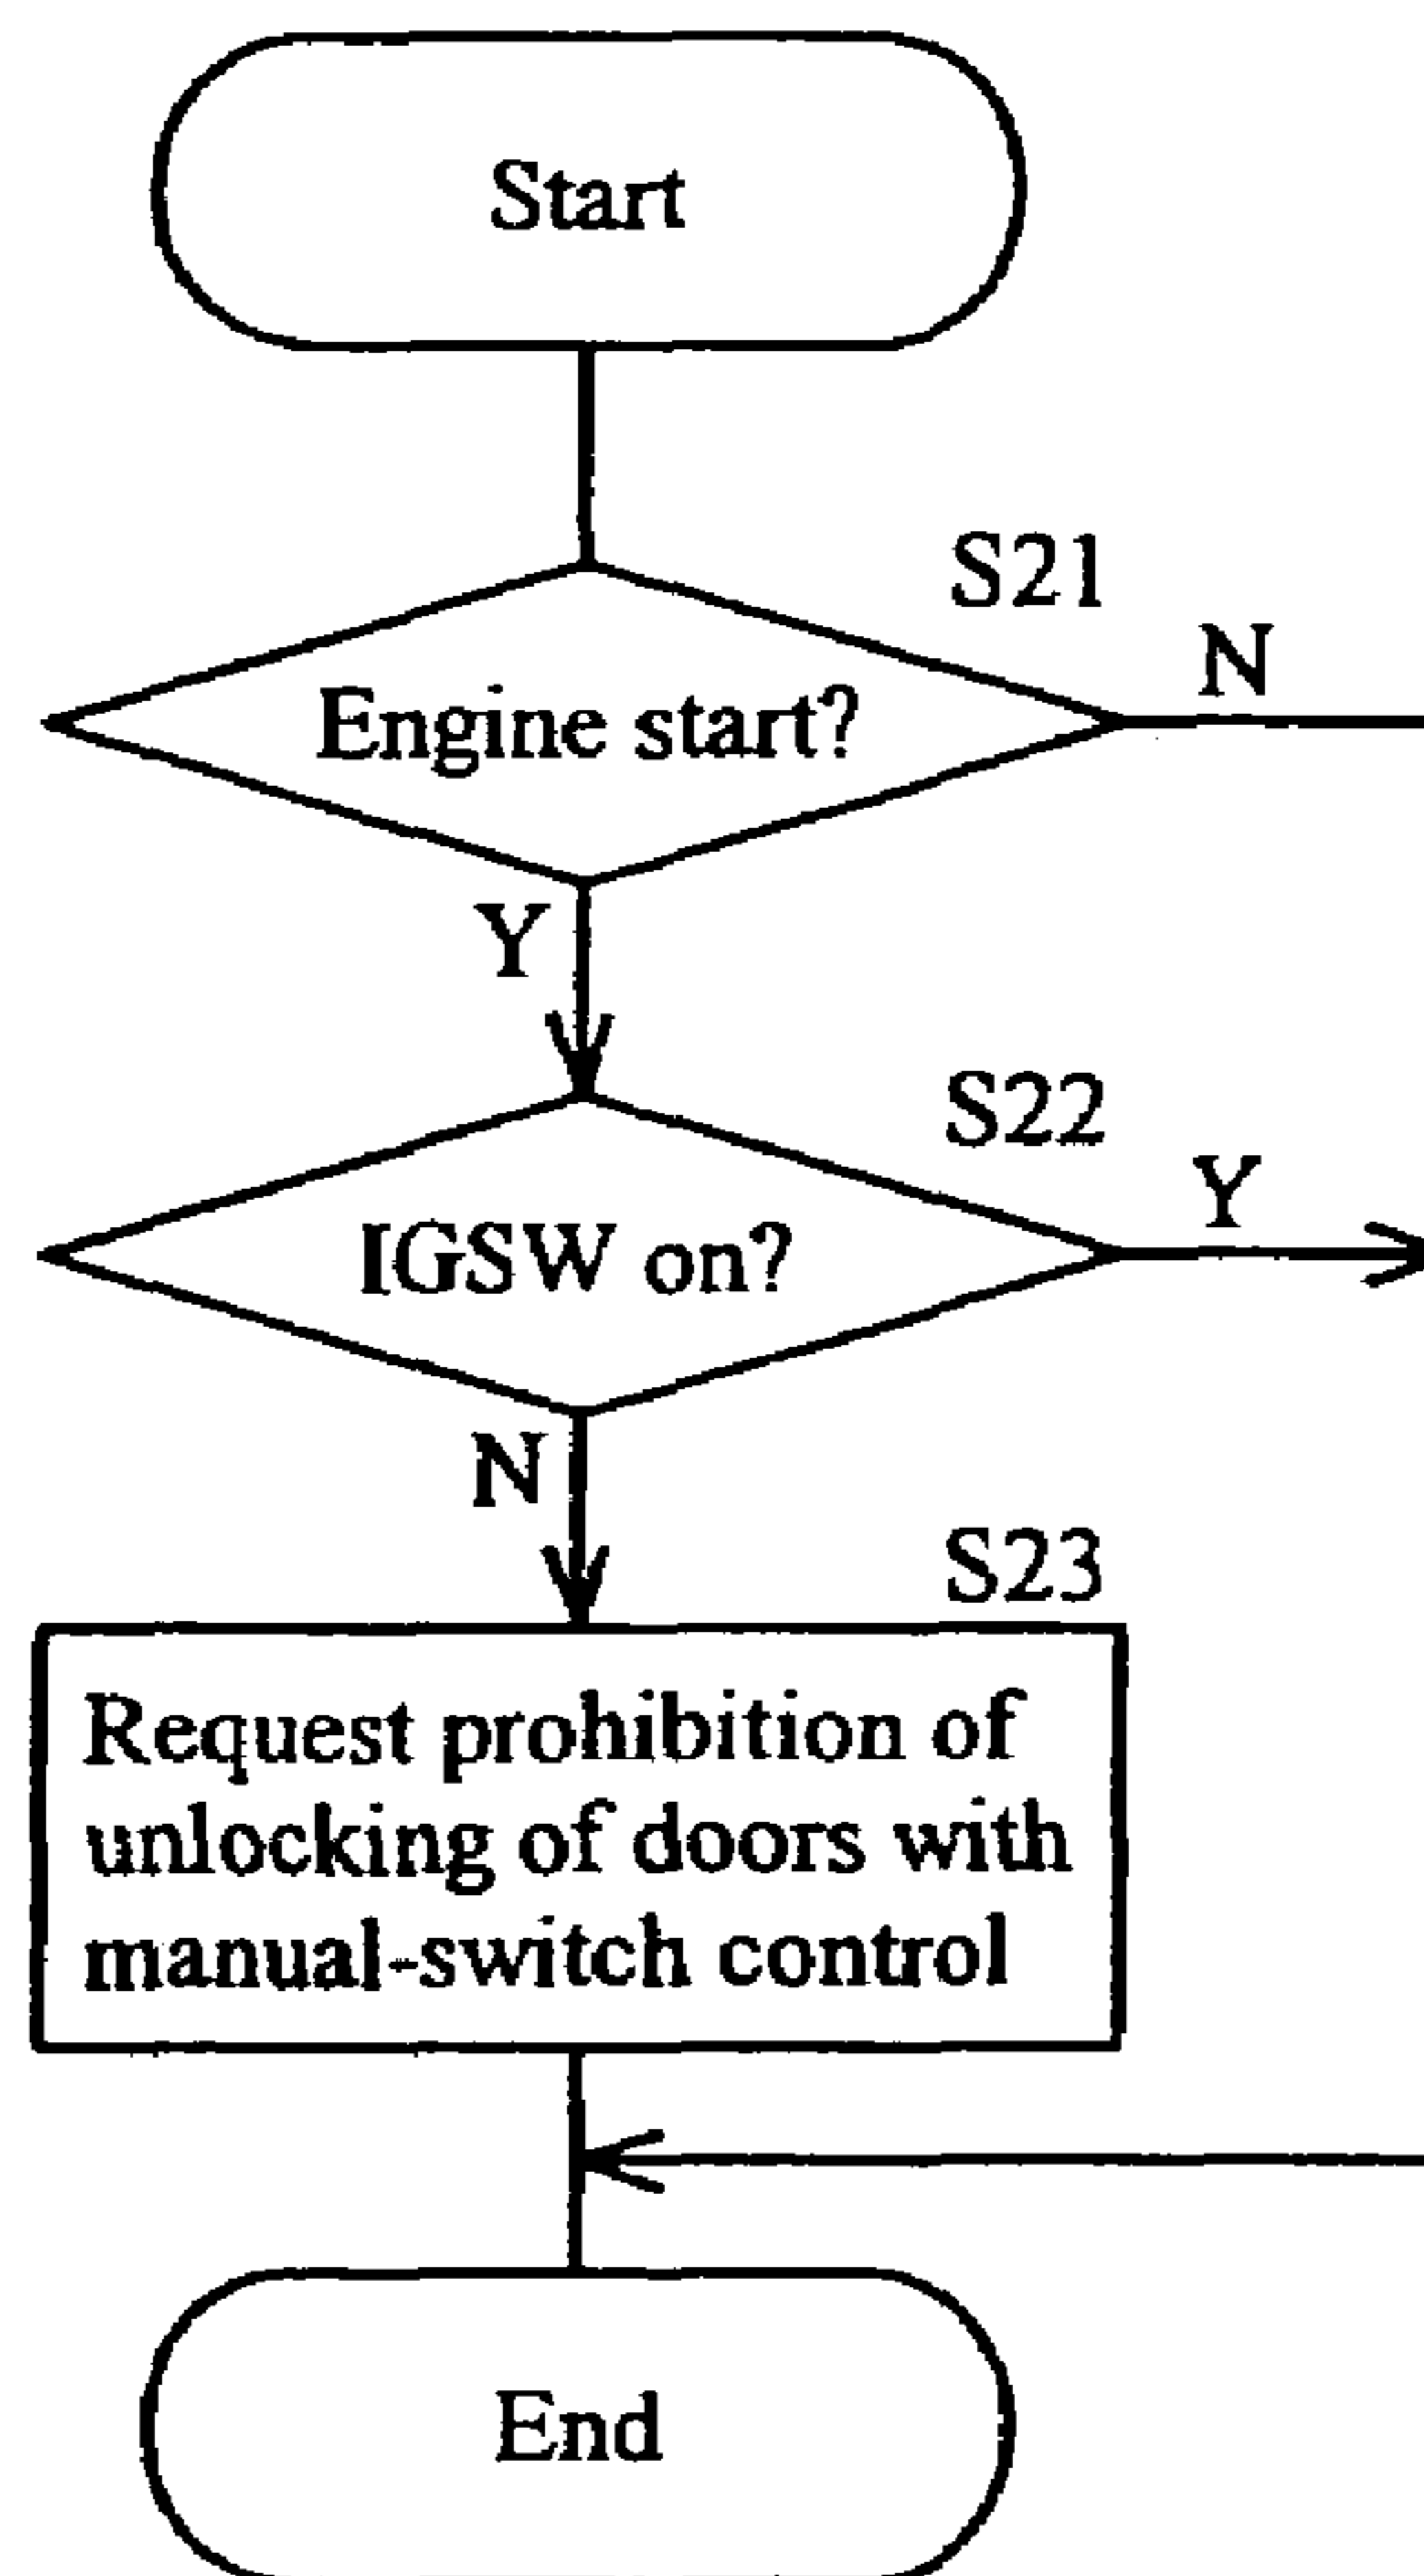 Start
S21
N
Engine start?
Y
S22
Y
IGSW on?
N
S23
Request prohibition of
unlocking of doors with
manual-switch control
End